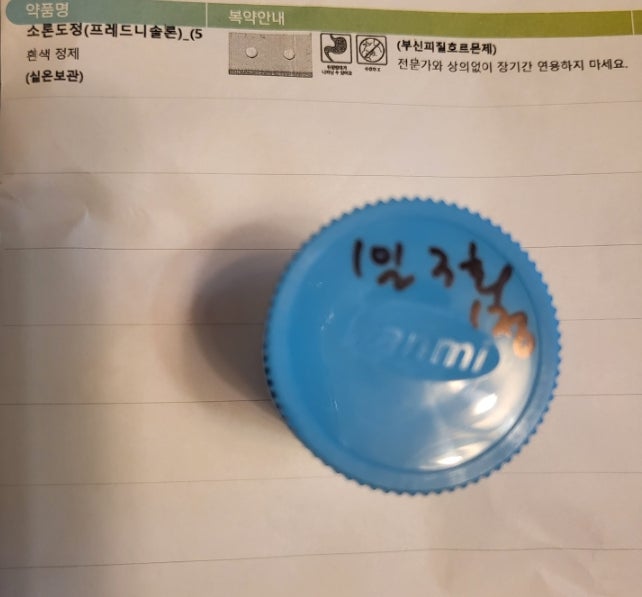 약품명
복약안내
소론도정(프레드니솔론)_(5
흰색 정제
(실온보관)
(부신피질호르몬제)
전문가와 상의없이 장기간 연용하지 마세요.
1일 3회
1정
hanmi